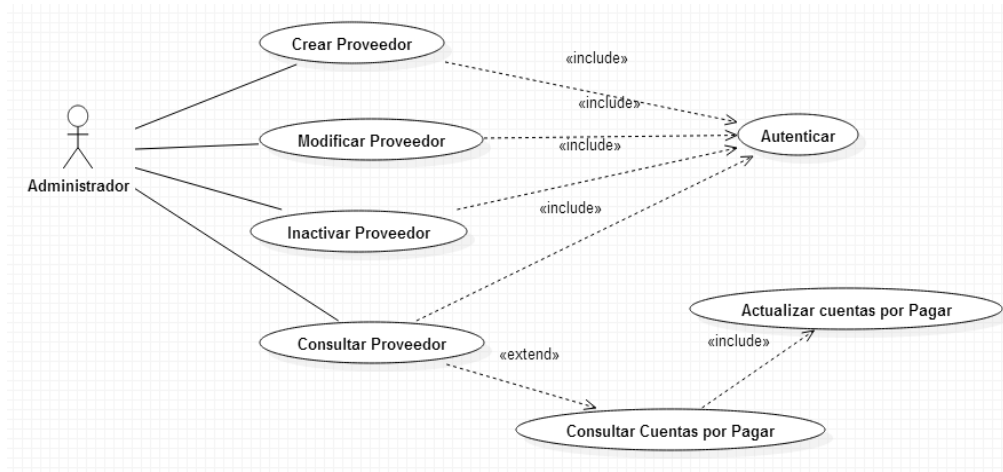 Crear Proveedor
«include»
«include»
Modificar Proveedor
«include»
Autenticar
Administrador
Inactivar Proveedor
«include»
Actualizar cuentas por Pagar
Consultar Proveedor
«include»
«extend»
Consultar Cuentas por Pagar